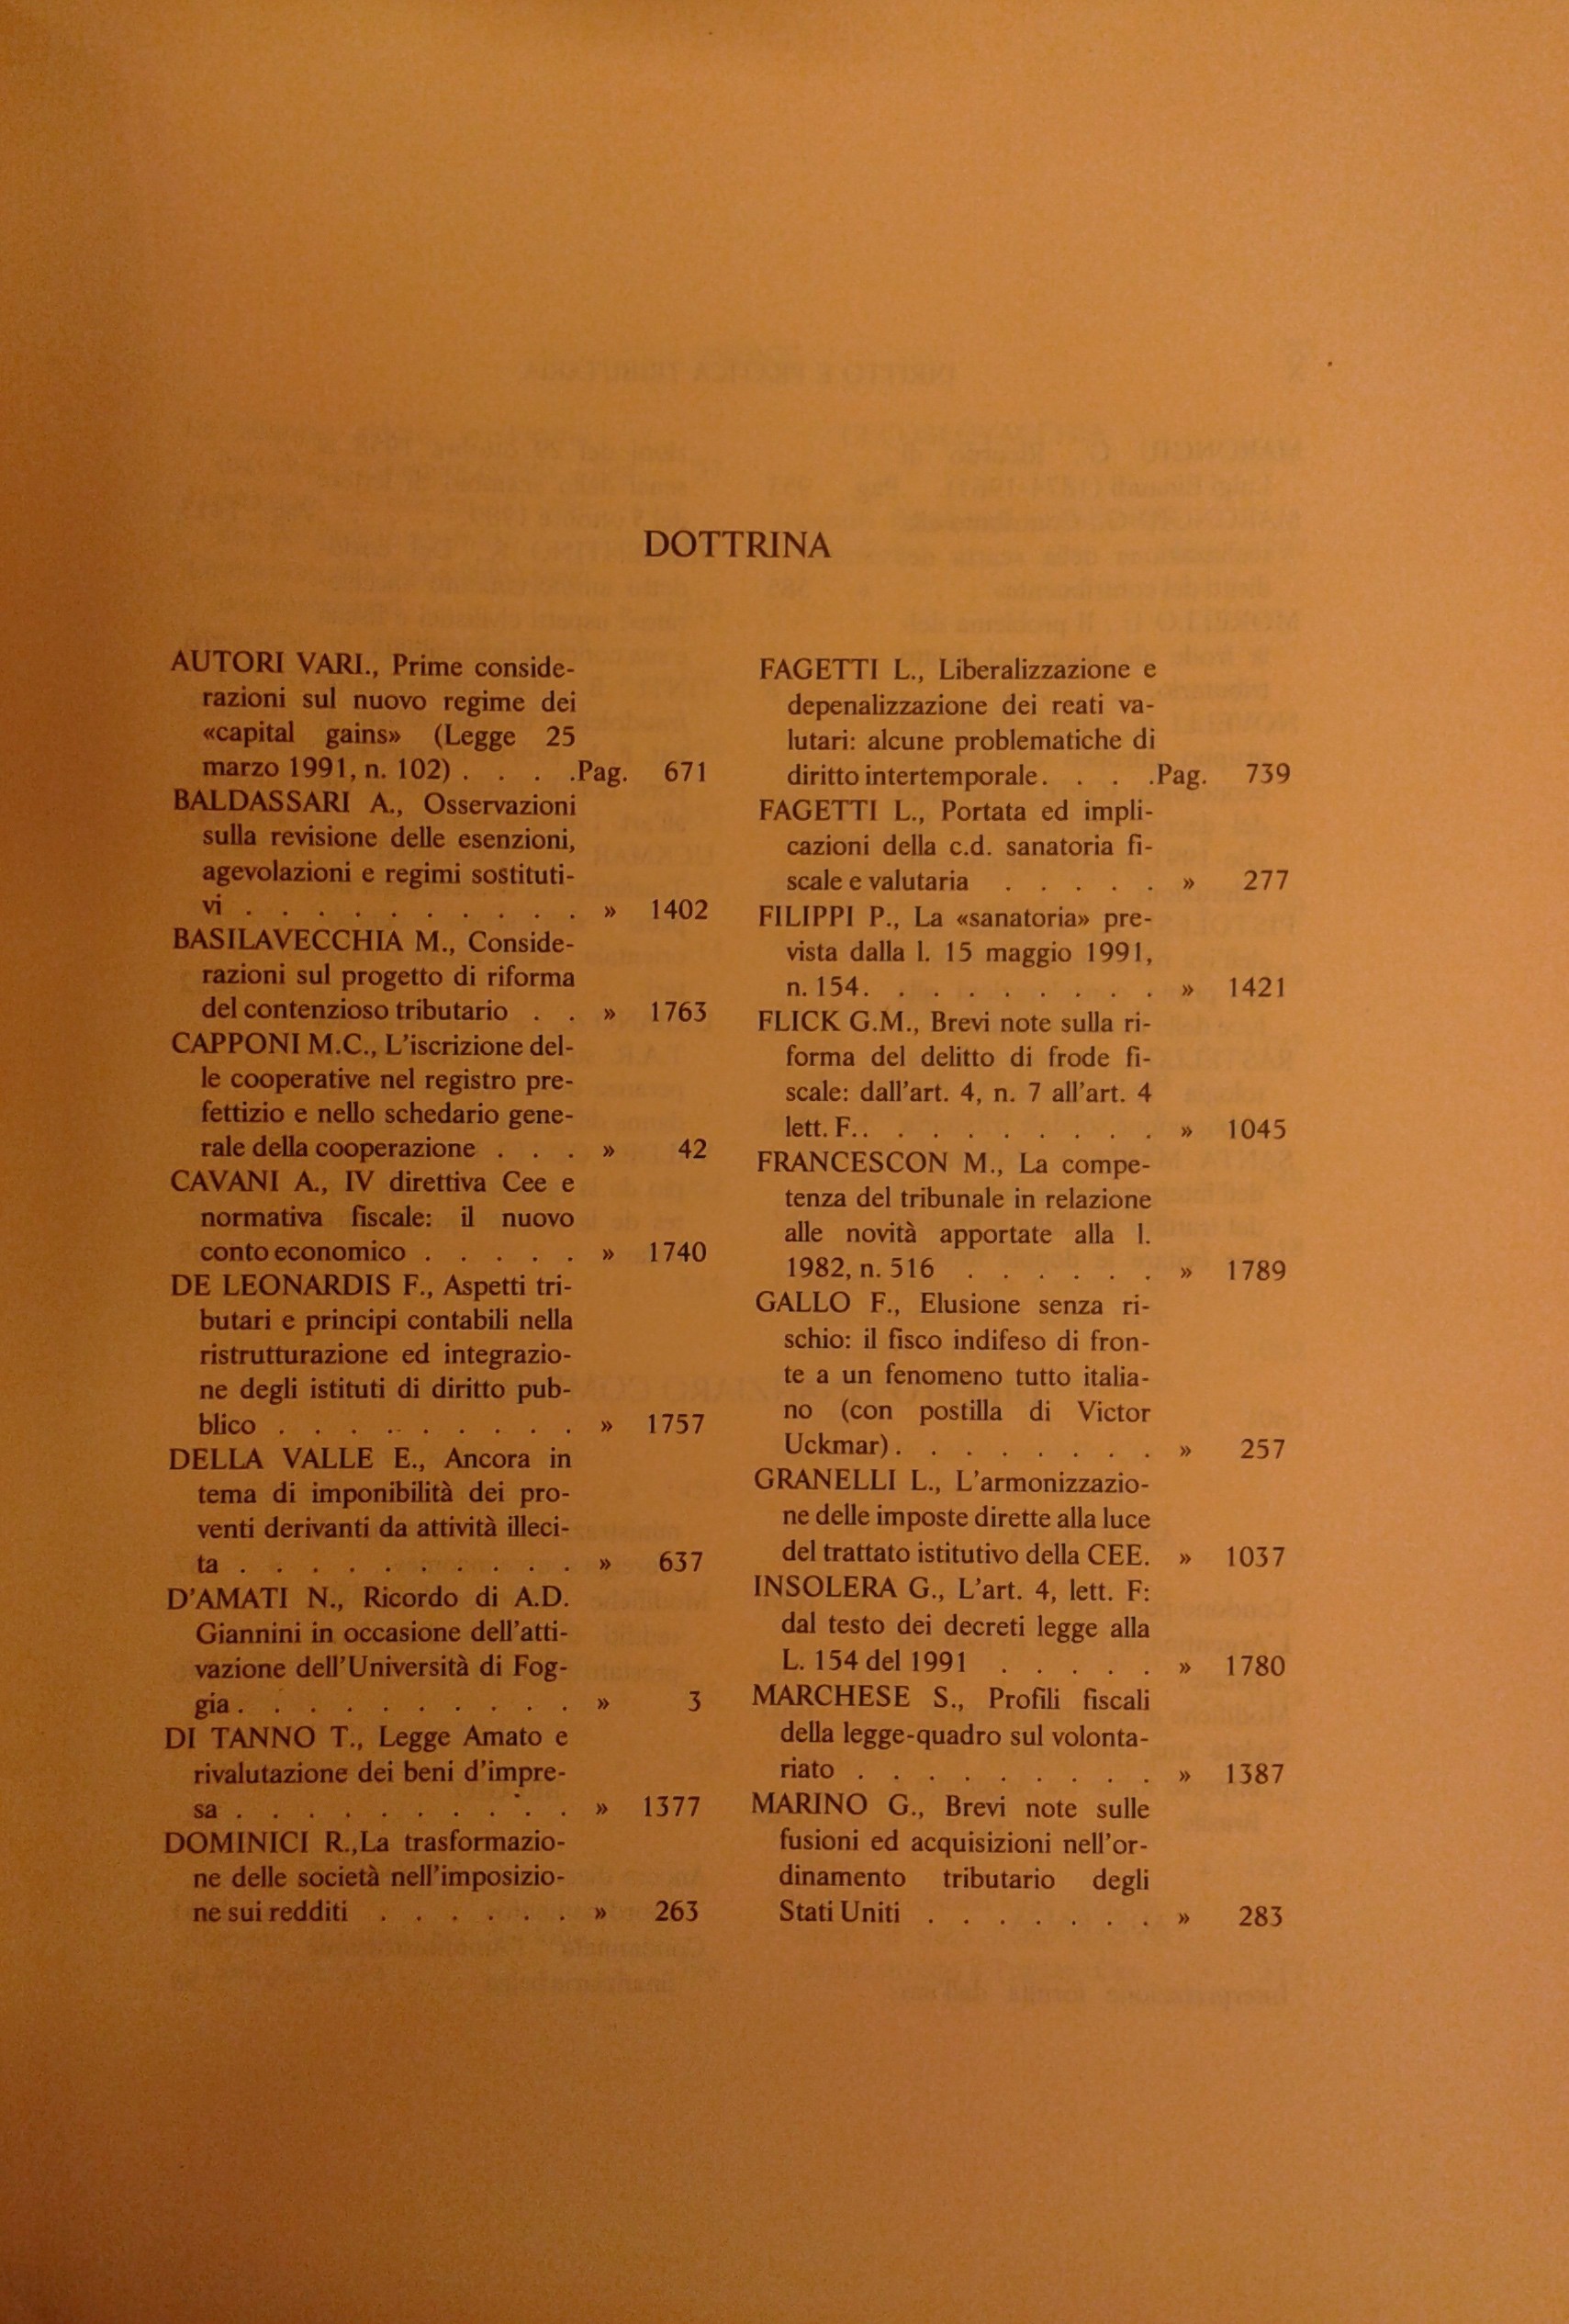 DOTTRINA
AUTORI VARI., Prime conside-
razioni sul nuovo regime dei
«capital gains» (Legge 25
marzo 1991, n. 102) . . . .Pag. 671
BALDASSARI A., Osservazioni
sulla revisione delle esenzioni,
agevolazioni e regimi sostituti-
vi . . . . . . . . . . » 1402
BASILAVECCHIA M., Conside-
razioni sul progetto di riforma
del contenzioso tributario . . » 1763
CAPPONI M.C., L'iscrizione del-
le cooperative nel registro pre-
fettizio e nello schedario gene-
rale della cooperazione . . . » 42
CAVANI A., IV direttiva Cee e
normativa fiscale: il nuovo
conto economico . . . . . » 1740
DE LEONARDIS F., Aspetti tri-
butari e principi contabili nella
ristrutturazione ed integrazio-
ne degli istituti di diritto pub-
blico . . . . . . . . . » 1757
DELLA VALLE E., Ancora in
tema di imponibilità dei pro-
venti derivanti da attività illeci-
ta . . . . . . . . . . » 637
D'AMATI N., Ricordo di A.D.
Giannini in occasione dell'atti-
vazione dell'Università di Fog-
gia . . . . . . . . . . » 3
DI TANNO T., Legge Amato e
rivalutazione dei beni d'impre-
sa . . . . . . . . . . » 1377
DOMINICI R.,La trasformazio-
ne delle società nell'imposizio-
ne sui redditi . . . . . . » 263
FAGETTI L., Liberalizzazione e
depenalizzazione dei reati va-
lutari: alcune problematiche di
diritto intertemporale. . . .Pag. 739
FAGETTI L., Portata ed impli-
cazioni della c.d. sanatoria fi-
scale e valutaria . . . . . » 277
FILIPPI P., La «sanatoria» pre-
vista dalla l. 15 maggio 1991,
n. 154. . . . . . . . . » 1421
FLICK G.M., Brevi note sulla ri-
forma del delitto di frode fi-
scale: dall'art. 4, n. 7 all'art. 4
lett. F.. . . . . . . . . » 1045
FRANCESCON M., La compe-
tenza del tribunale in relazione
alle novità apportate alla l.
1982, n. 516 . . . . . . » 1789
GALLO F., Elusione senza ri-
schio: il fisco indifeso di fron-
te a un fenomeno tutto italia-
no (con postilla di Victor
Uckmar) . . . . . . . . » 257
GRANELLI L., L'armonizzazio-
ne delle imposte dirette alla luce
del trattato istitutivo della CEE. » 1037
INSOLERA G., L'art. 4, lett. F:
dal testo dei decreti legge alla
L. 154 del 1991 . . . . . » 1780
MARCHESE S., Profili fiscali
della legge-quadro sul volonta-
riato . . . . . . . . . » 1387
MARINO G., Brevi note sulle
fusioni ed acquisizioni nell'or-
dinamento tributario degli
Stati Uniti . . . . . . . » 283